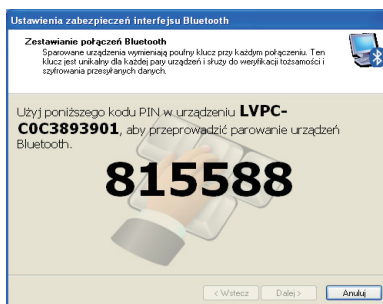 Ustawienia zabezpieczeń interfejsu Bluetooth
Zestawianie połączeń Bluetooth
Sparowane urządzenia wymieniają poufny klucz przy każdym połączeniu. Ten
klucz jest unikalny dla każdej pary urządzeń i służy do weryfikacji tożsamości i
szyfrowania przesyłanych danych.
Użyj poniższego kodu PIN w urządzeniu LVPC-
C0C3893901, aby przeprowadzić parowanie urządzeń
Bluetooth.
815588
< Wstecz Dalej > Anuluj